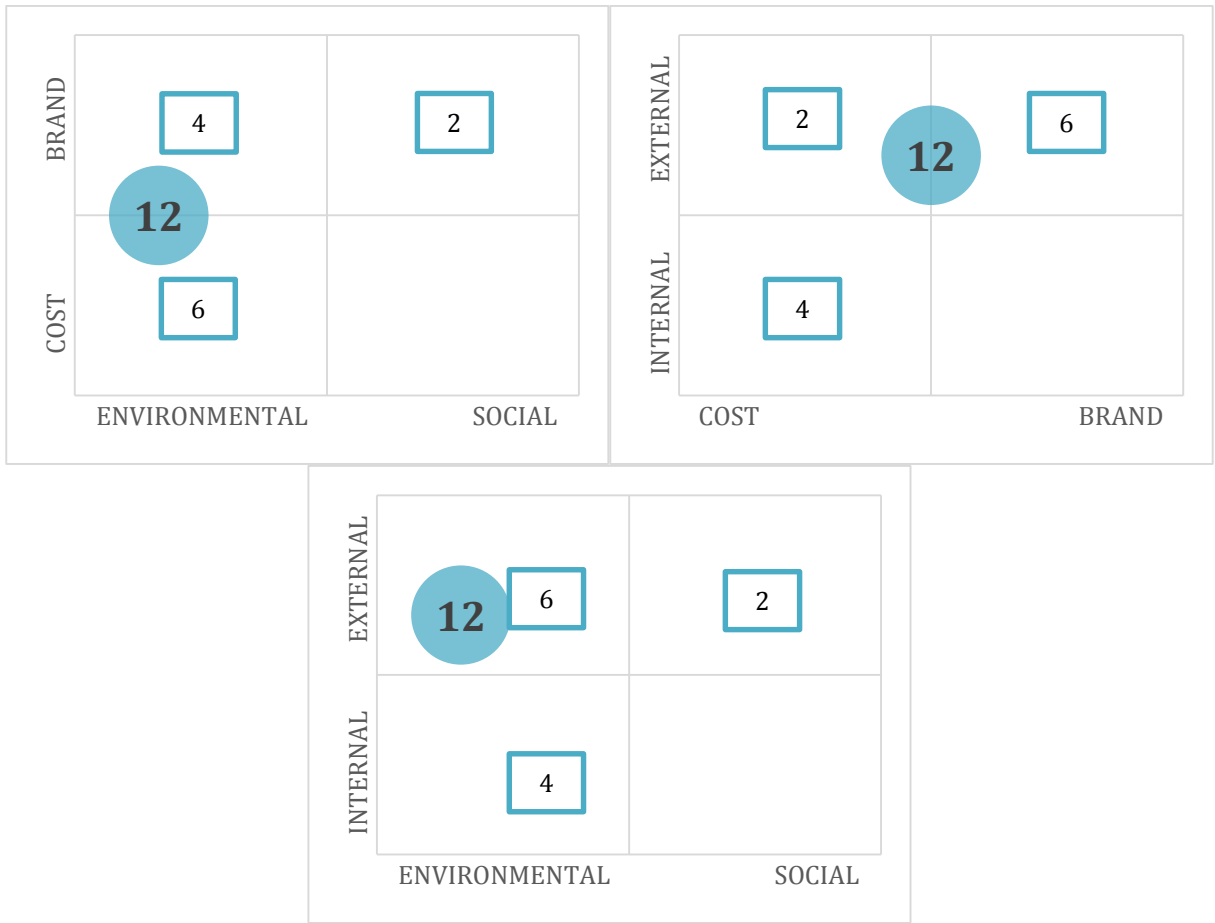 BRAND
4
2
12
6
COST
ENVIRONMENTAL
SOCIAL
EXTERNAL
2
12
6
INTERNAL
4
COST
BRAND
EXTERNAL
12
6
2
INTERNAL
4
ENVIRONMENTAL
SOCIAL